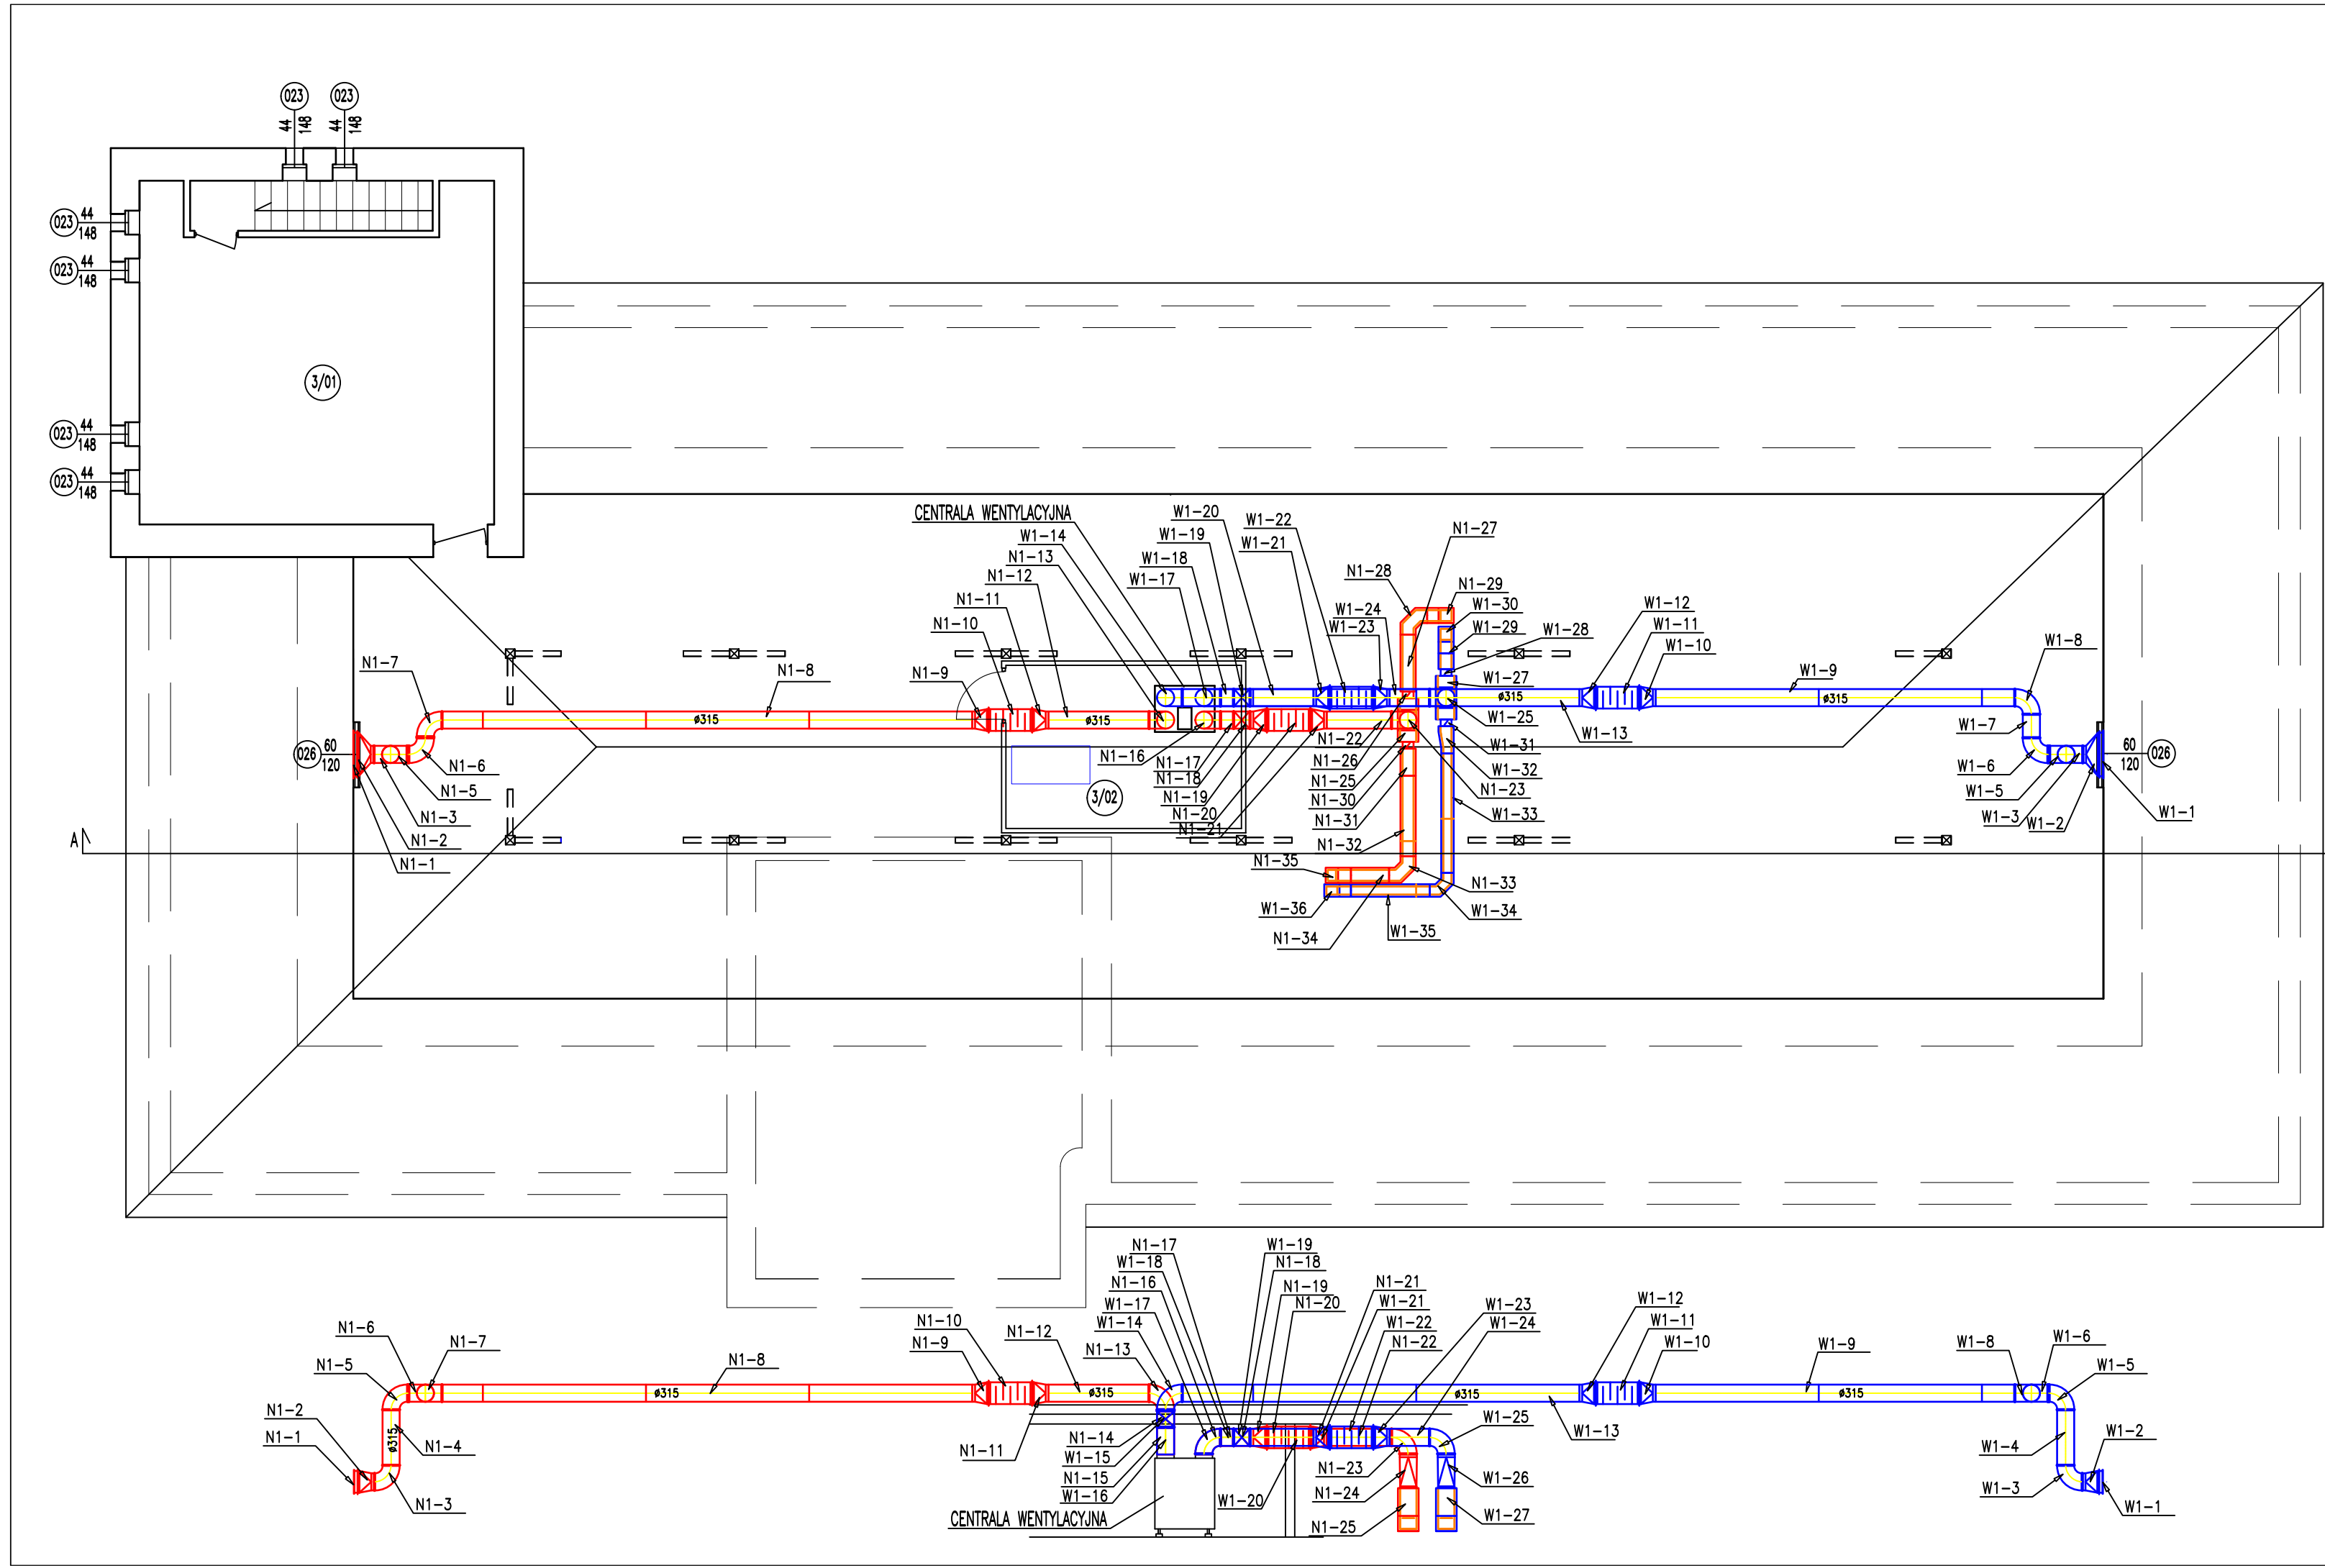 023
023
44
148
44
148
023
44
148
023
44
148
3/01
023
44
148
023
44
148
CENTRALA WENTYLACYJNA
W1-20
W1-22
N1-27
W1-14
W1-19
W1-21
N1-13
W1-18
N1-28
N1-12
W1-17
N1-29
N1-11
W1-24
W1-30
W1-12
N1-10
W1-23
W1-29
W1-28
W1-11
W1-8
N1-7
N1-8
N1-9
W1-10
W1-9
W1-27
ø315
ø315
ø315
ø315
W1-25
W1-7
W1-13
N1-22
W1-31
026
60
120
N1-6
N1-16
N1-17
N1-26
W1-32
W1-6
60
120
026
N1-18
N1-25
N1-5
3/02
N1-19
N1-30
N1-23
W1-5
N1-3
N1-20
N1-31
W1-33
W1-3
W1-2
W1-1
A
N1-2
N1-21
N1-32
N1-1
N1-35
N1-33
W1-36
W1-34
N1-34
W1-35
N1-17
W1-19
W1-18
N1-18
N1-16
N1-19
N1-21
W1-17
N1-20
W1-21
W1-23
W1-12
N1-10
W1-14
W1-22
W1-24
W1-11
N1-6
N1-7
N1-9
N1-12
N1-13
N1-22
W1-10
W1-9
W1-8
W1-6
N1-5
N1-8
W1-5
ø315
ø315
ø315
ø315
N1-2
W1-25
N1-1
ø315
N1-4
N1-11
N1-14
W1-13
W1-4
W1-2
W1-15
N1-15
N1-23
W1-26
N1-3
W1-16
W1-20
N1-24
W1-3
W1-1
CENTRALA WENTYLACYJNA
N1-25
W1-27